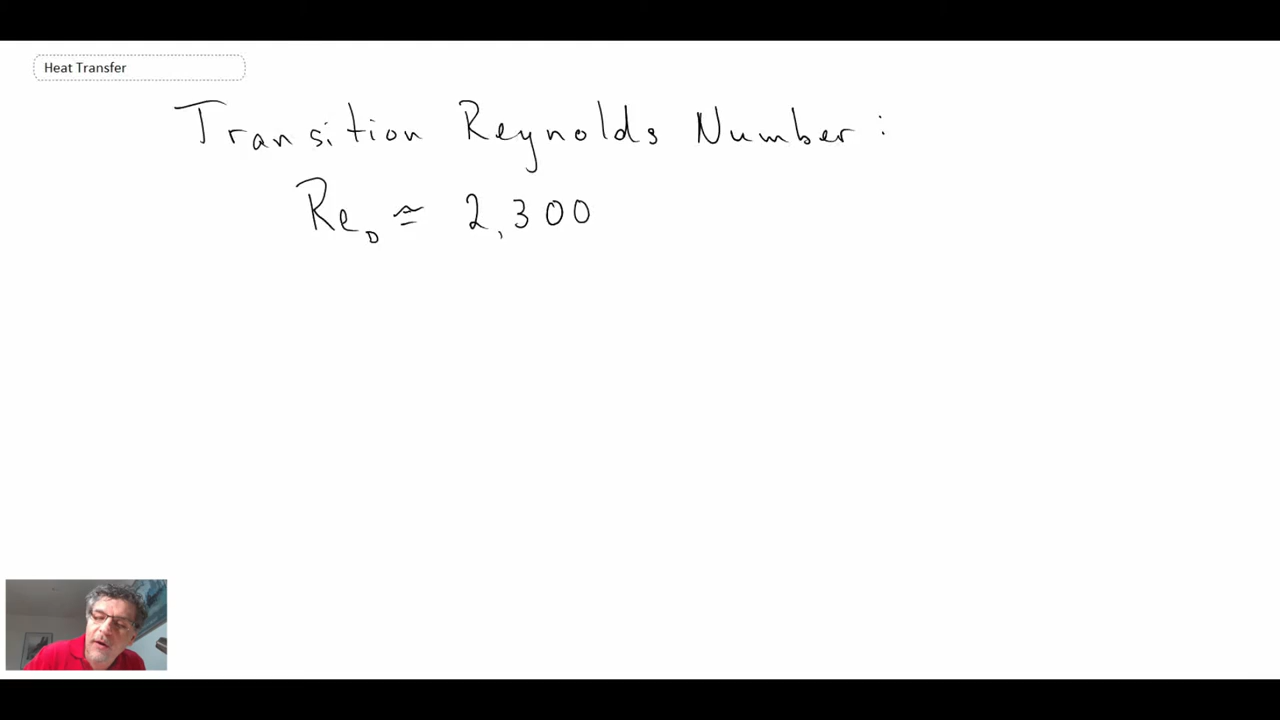 Heat Transfer
Transition Reynolds Number:
Re_D ≃ 2,300